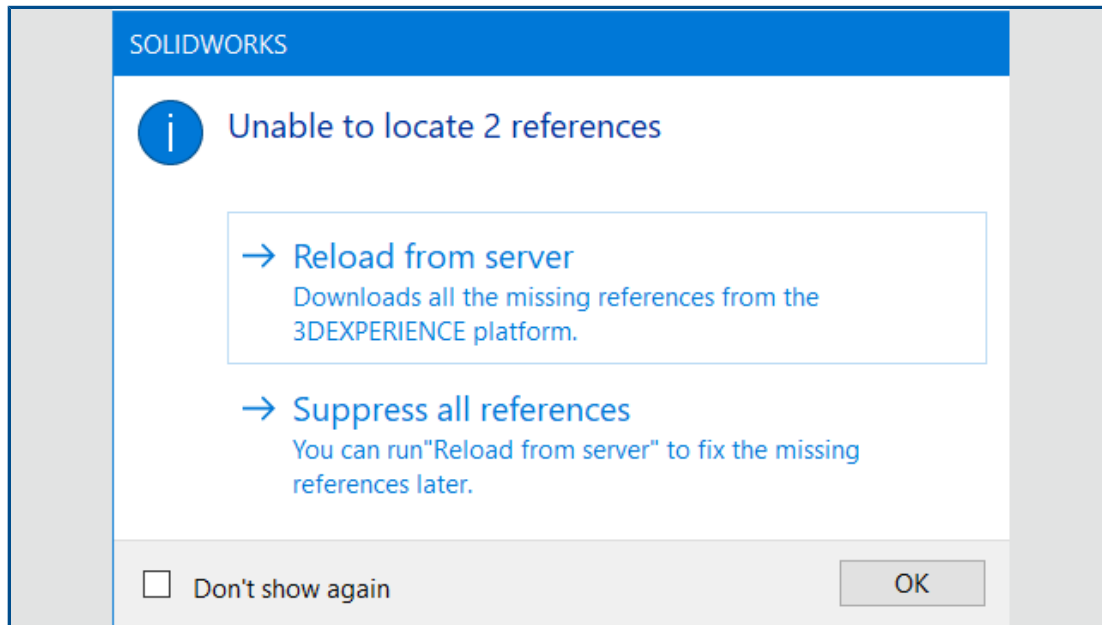 SOLIDWORKS
Unable to locate 2 references
Reload from server
Downloads all the missing references from the
3DEXPERIENCE platform.
Suppress all references
You can run"Reload from server" to fix the missing
references later.
Don't show again
OK